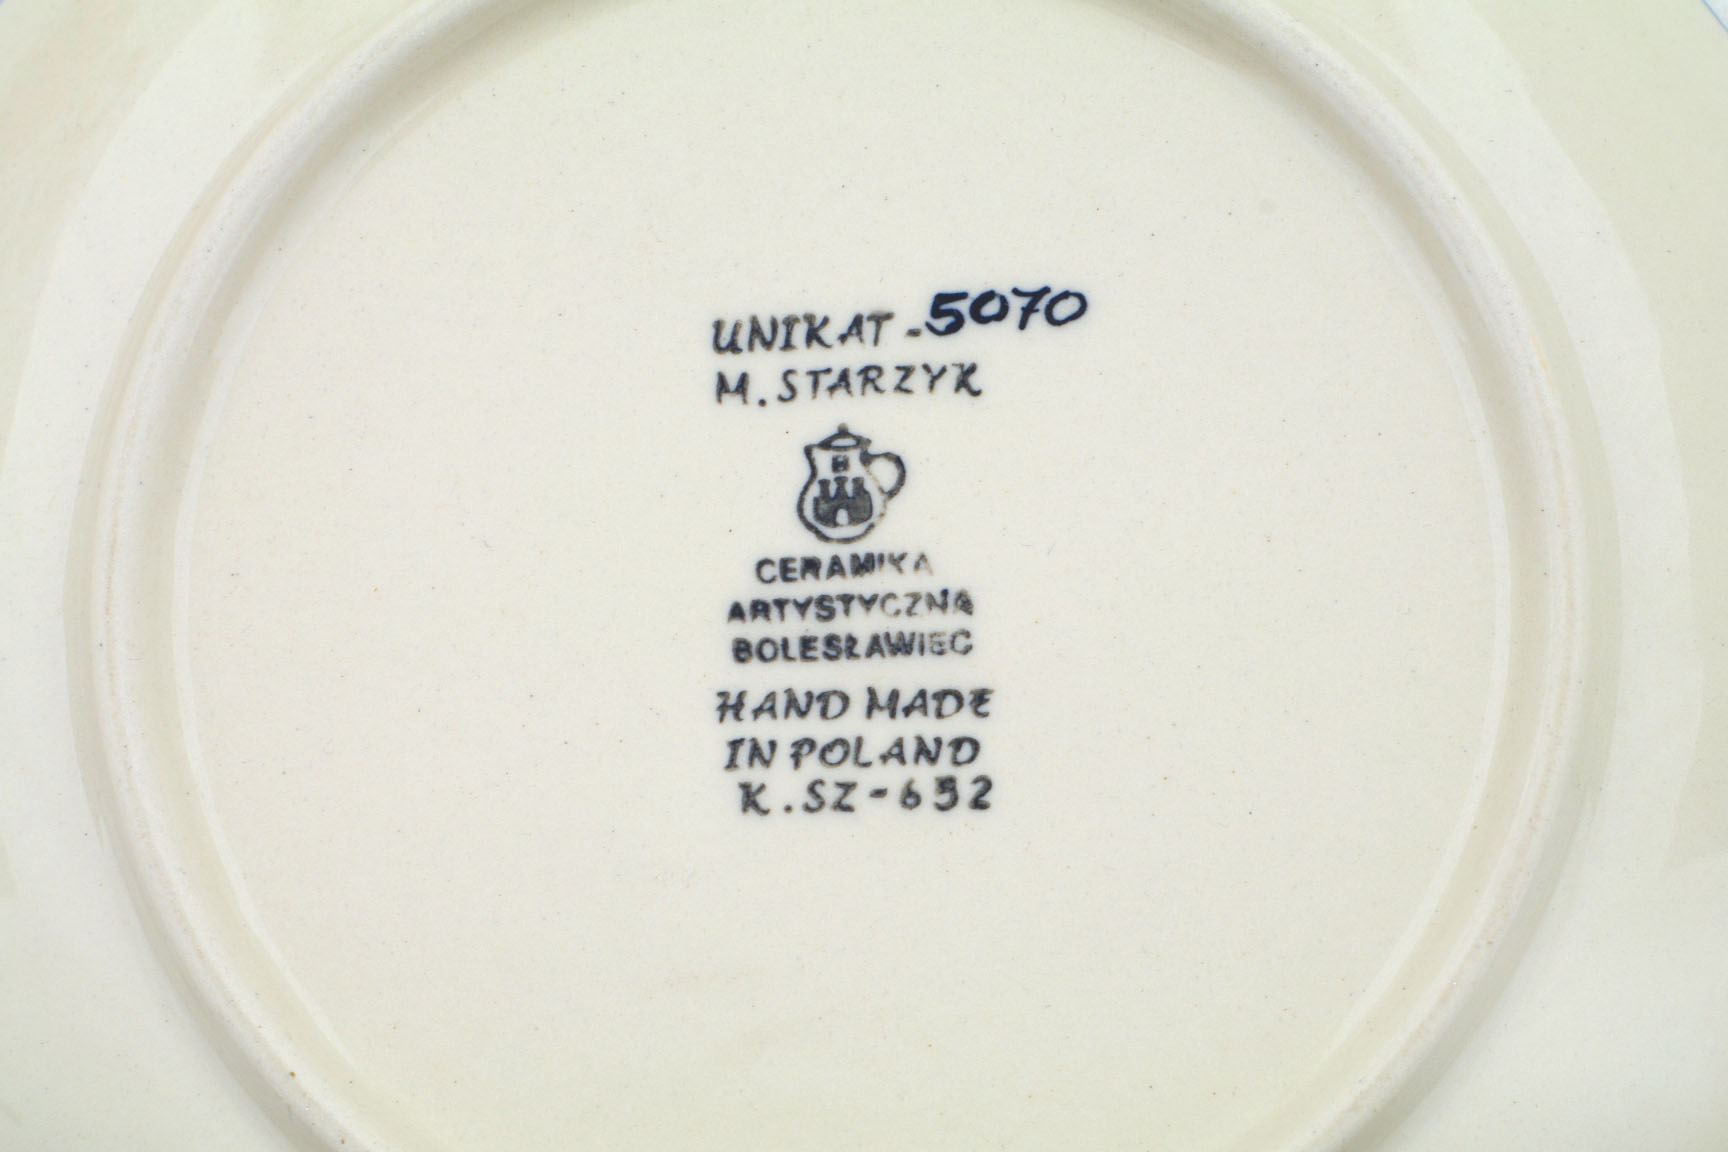 UNIKAT - 5070
M. STARZYK
CERAMIKA
ARTYSTYCZNA
BOLESŁAWIEC
HAND MADE
IN POLAND
K. SZ - 652